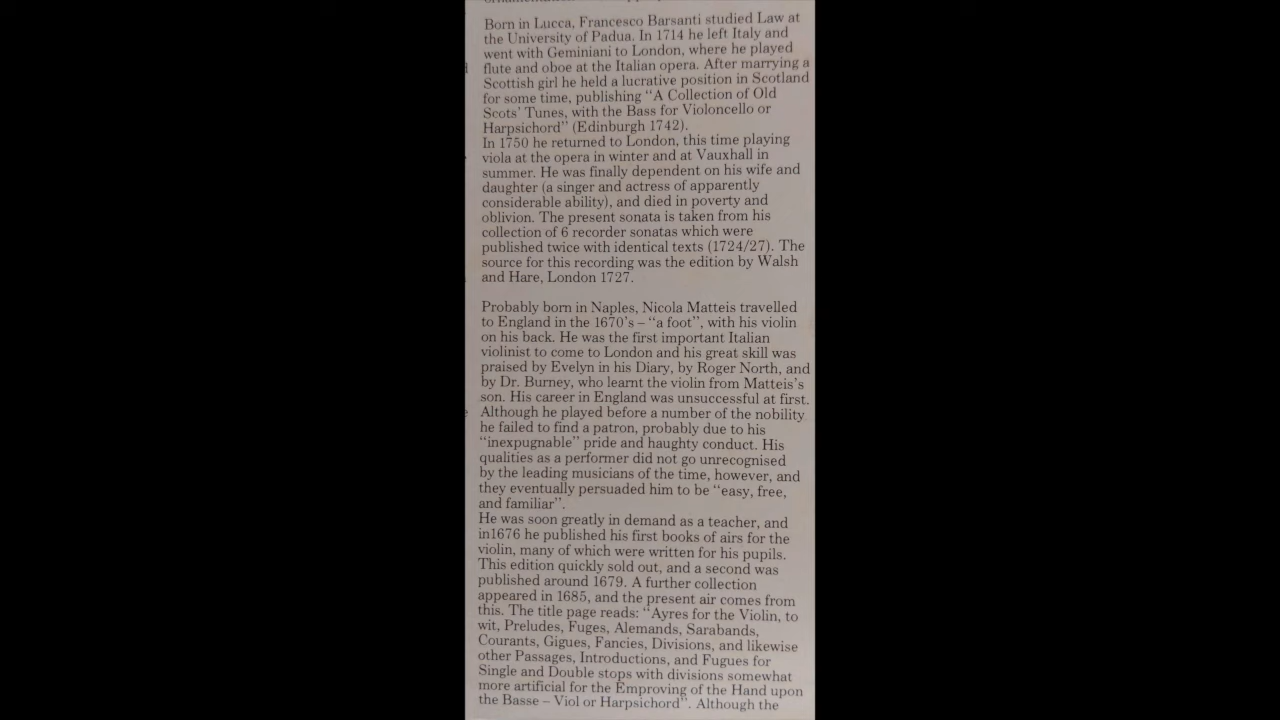 Born in Lucca, Francesco Barsanti studied Law at
the University of Padua. In 1714 he left Italy and
went with Geminiani to London, where he played
flute and oboe at the Italian opera. After marrying a
Scottish girl he held a lucrative position in Scotland
for some time, publishing “A Collection of Old
Scots’ Tunes, with the Bass for Violoncello or
Harpsichord” (Edinburgh 1742).
In 1750 he returned to London, this time playing
viola at the opera in winter and at Vauxhall in
summer. He was finally dependent on his wife and
daughter (a singer and actress of apparently
considerable ability), and died in poverty and
oblivion. The present sonata is taken from his
collection of 6 recorder sonatas which were
published twice with identical texts (1724/27). The
source for this recording was the edition by Walsh
and Hare, London 1727.
Probably born in Naples, Nicola Matteis travelled
to England in the 1670’s – “a foot”, with his violin
on his back. He was the first important Italian
violinist to come to London and his great skill was
praised by Evelyn in his Diary, by Roger North, and
by Dr. Burney, who learnt the violin from Matteis’s
son. His career in England was unsuccessful at first.
Although he played before a number of the nobility
he failed to find a patron, probably due to his
“inexpugnable” pride and haughty conduct. His
qualities as a performer did not go unrecognised
by the leading musicians of the time, however, and
they eventually persuaded him to be “easy, free,
and familiar”.
He was soon greatly in demand as a teacher, and
in1676 he published his first books of airs for the
violin, many of which were written for his pupils.
This edition quickly sold out, and a second was
published around 1679. A further collection
appeared in 1685, and the present air comes from
this. The title page reads: “Ayres for the Violin, to
wit, Preludes, Fuges, Alemands, Sarabands,
Courants, Gigues, Fancies, Divisions, and likewise
other Passages, Introductions, and Fugues for
Single and Double stops with divisions somewhat
more artificial for the Emproving of the Hand upon
the Basse – Viol or Harpsichord”. Although the